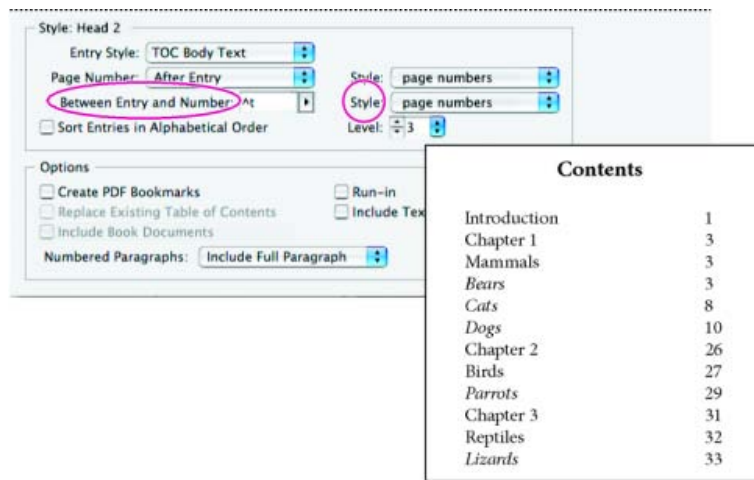 Style: Head 2
Entry Style: TOC Body Text
Page Number: After Entry Style: page numbers
Between Entry and Number: ^t Style: page numbers
Sort Entries in Alphabetical Order Level: 3
Options
Create PDF Bookmarks Run-in
Replace Existing Table of Contents Include Tex
Include Book Documents
Numbered Paragraphs: Include Full Paragraph
Contents
Introduction 1
Chapter 1 3
Mammals 3
Bears 3
Cats 8
Dogs 10
Chapter 2 26
Birds 27
Parrots 29
Chapter 3 31
Reptiles 32
Lizards 33